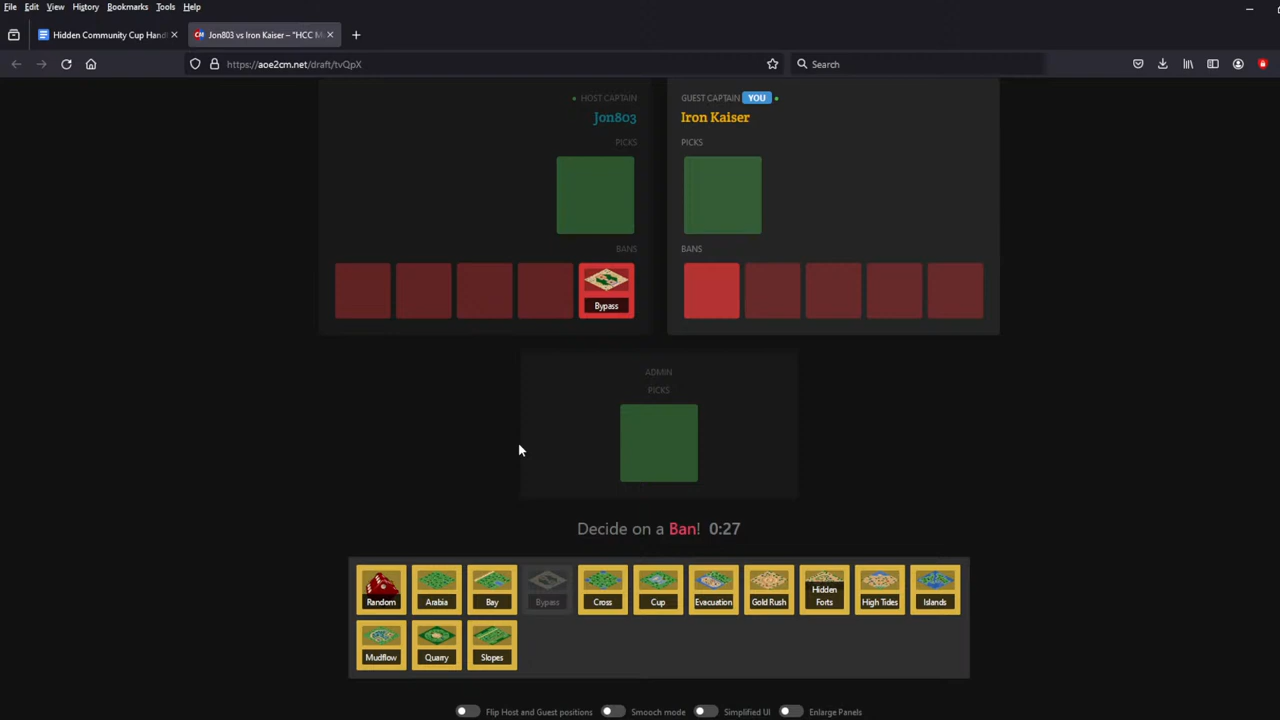 File Edit View History Bookmarks Tools Help
Hidden Community Cup Hand
Jon803 vs Iron Kaiser – "HCC M
https://aoe2cm.net/draft/tvQpX
Search
HOST CAPTAIN
Jon803
PICKS
BANS
Bypass
GUEST CAPTAIN YOU
Iron Kaiser
PICKS
BANS
ADMIN
PICKS
Decide on a Ban! 0:27
Random Arabia Bay Bypass Cross Cup Evacuation Gold Rush Hidden Forts High Tides Islands
Mudflow Quarry Slopes
Flip Host and Guest positions Smooch mode Simplified UI Enlarge Panels